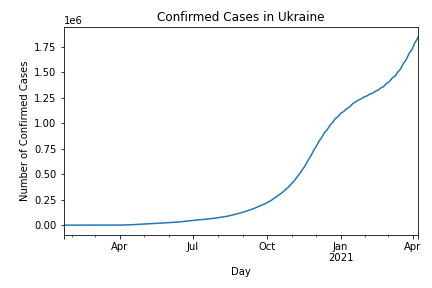 Confirmed Cases in Ukraine
1e6
1.75
1.50
1.25
1.00
0.75
0.50
0.25
0.00
Number of Confirmed Cases
Apr
Jul
Oct
Jan
2021
Apr
Day